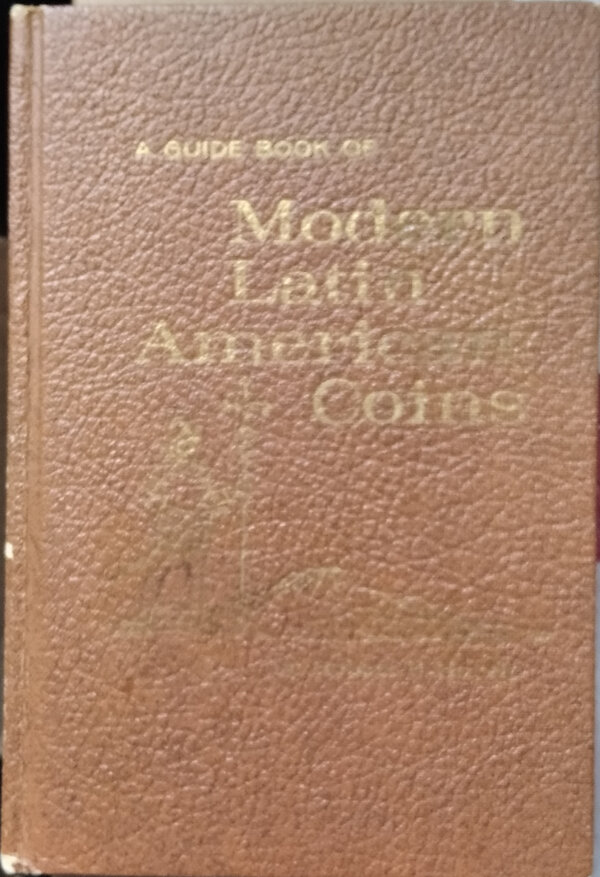 A GUIDE BOOK OF
Modern
Latin
American
Coins